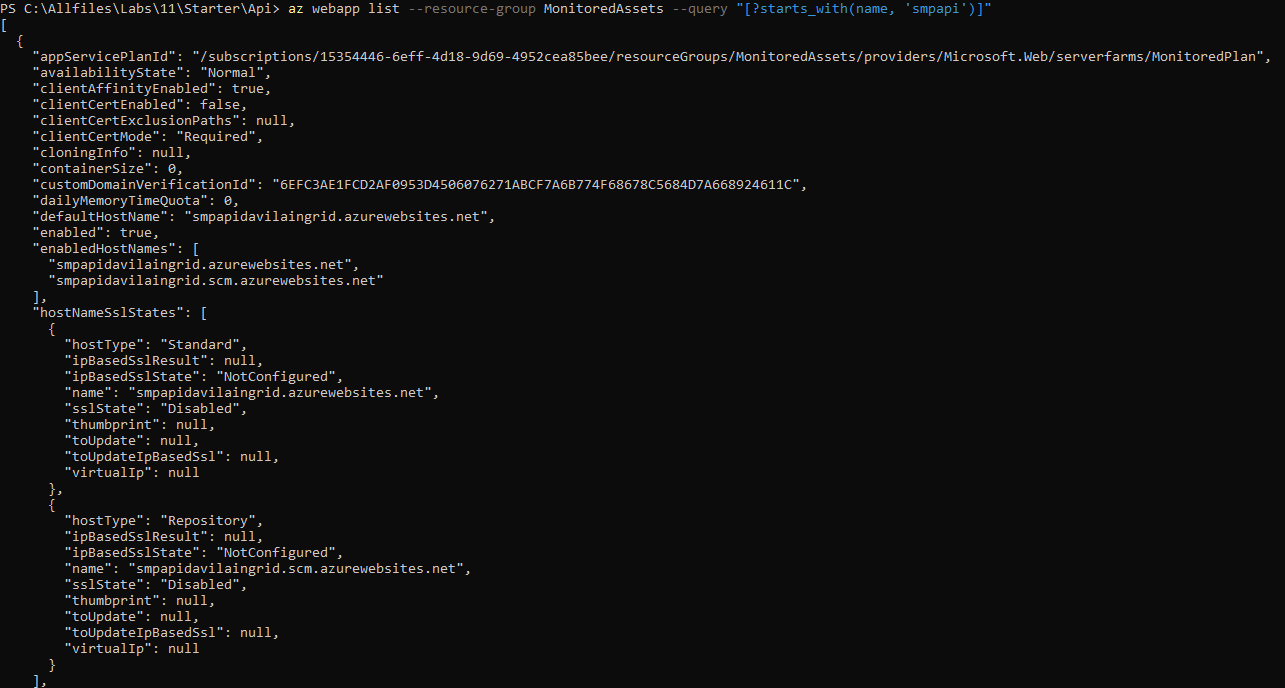 PS C:\Allfiles\Labs\11\Starter\Api> az webapp list --resource-group MonitoredAssets --query "[?starts_with(name, 'smpapi')]"
[
  {
    "appServicePlanId": "/subscriptions/15354446-6eff-4d18-9d69-4952cea85bee/resourceGroups/MonitoredAssets/providers/Microsoft.Web/serverfarms/MonitoredPlan",
    "availabilityState": "Normal",
    "clientAffinityEnabled": true,
    "clientCertEnabled": false,
    "clientCertExclusionPaths": null,
    "clientCertMode": "Required",
    "cloningInfo": null,
    "containerSize": 0,
    "customDomainVerificationId": "6EFC3AE1FCD2AF0953D4506076271ABCF7A6B774F68678C5684D7A668924611C",
    "dailyMemoryTimeQuota": 0,
    "defaultHostName": "smpapidavilaingrid.azurewebsites.net",
    "enabled": true,
    "enabledHostNames": [
      "smpapidavilaingrid.azurewebsites.net",
      "smpapidavilaingrid.scm.azurewebsites.net"
    ],
    "hostNameSslStates": [
      {
        "hostType": "Standard",
        "ipBasedSslResult": null,
        "ipBasedSslState": "NotConfigured",
        "name": "smpapidavilaingrid.azurewebsites.net",
        "sslState": "Disabled",
        "thumbprint": null,
        "toUpdate": null,
        "toUpdateIpBasedSsl": null,
        "virtualIp": null
      },
      {
        "hostType": "Repository",
        "ipBasedSslResult": null,
        "ipBasedSslState": "NotConfigured",
        "name": "smpapidavilaingrid.scm.azurewebsites.net",
        "sslState": "Disabled",
        "thumbprint": null,
        "toUpdate": null,
        "toUpdateIpBasedSsl": null,
        "virtualIp": null
      }
    ],